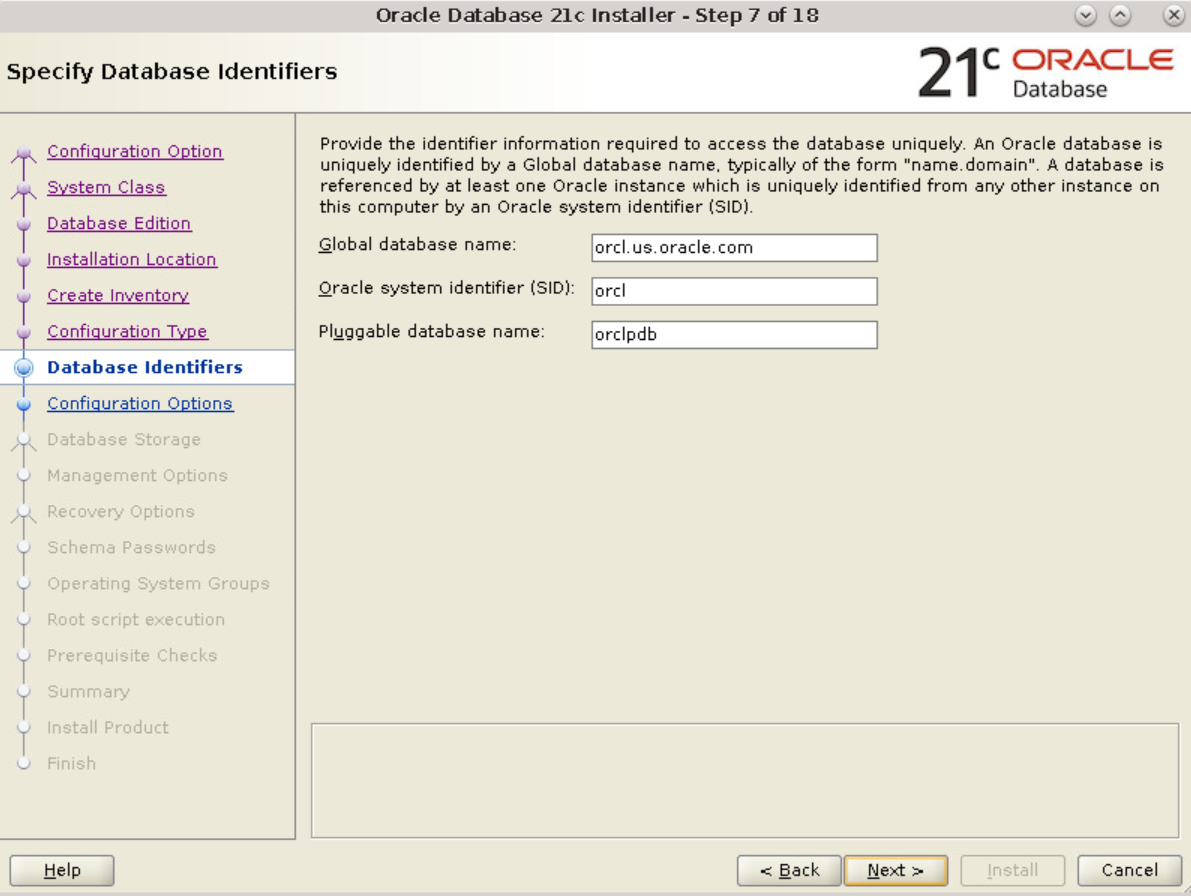 Oracle Database 21c Installer - Step 7 of 18
Specify Database Identifiers
21c ORACLE
Database
Configuration Option
System Class
Database Edition
Installation Location
Create Inventory
Configuration Type
Database Identifiers
Configuration Options
Database Storage
Management Options
Recovery Options
Schema Passwords
Operating System Groups
Root script execution
Prerequisite Checks
Summary
Install Product
Finish
Provide the identifier information required to access the database uniquely. An Oracle database is
uniquely identified by a Global database name, typically of the form "name.domain". A database is
referenced by at least one Oracle instance which is uniquely identified from any other instance on
this computer by an Oracle system identifier (SID).
Global database name: orcl.us.oracle.com
Oracle system identifier (SID): orcl
Pluggable database name: orclpdb
Help
< Back
Next >
Install
Cancel